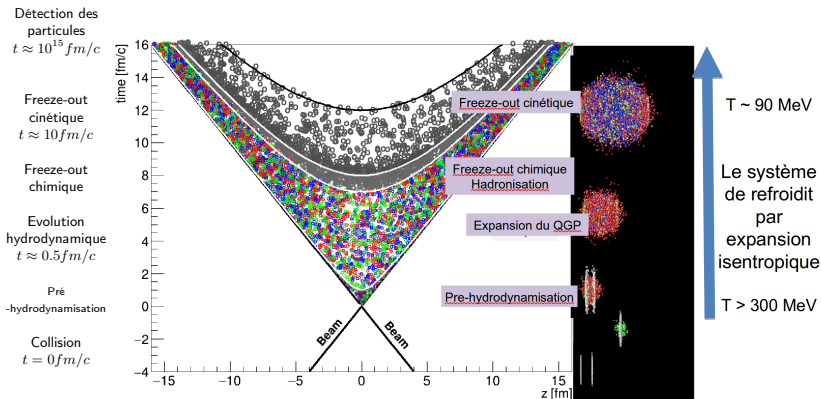 Détection des
particules
t ≈ 10^15 fm/c
Freeze-out
cinétique
t ≈ 10fm/c
Freeze-out
chimique
Evolution
hydrodynamique
t ≈ 0.5fm/c
Pré
-hydrodynamisation
Collision
t = 0fm/c
time [fm/c]
16
14
12
10
8
6
4
2
0
−2
−4
−15
−10
−5
0
5
10
15
z [fm]
Beam
Beam
Freeze-out cinétique
Freeze-out chimique
Hadronisation
Expansion du QGP
Pre-hydrodynamisation
T ~ 90 MeV
Le système
de refroidit
par
expansion
isentropique
T > 300 MeV